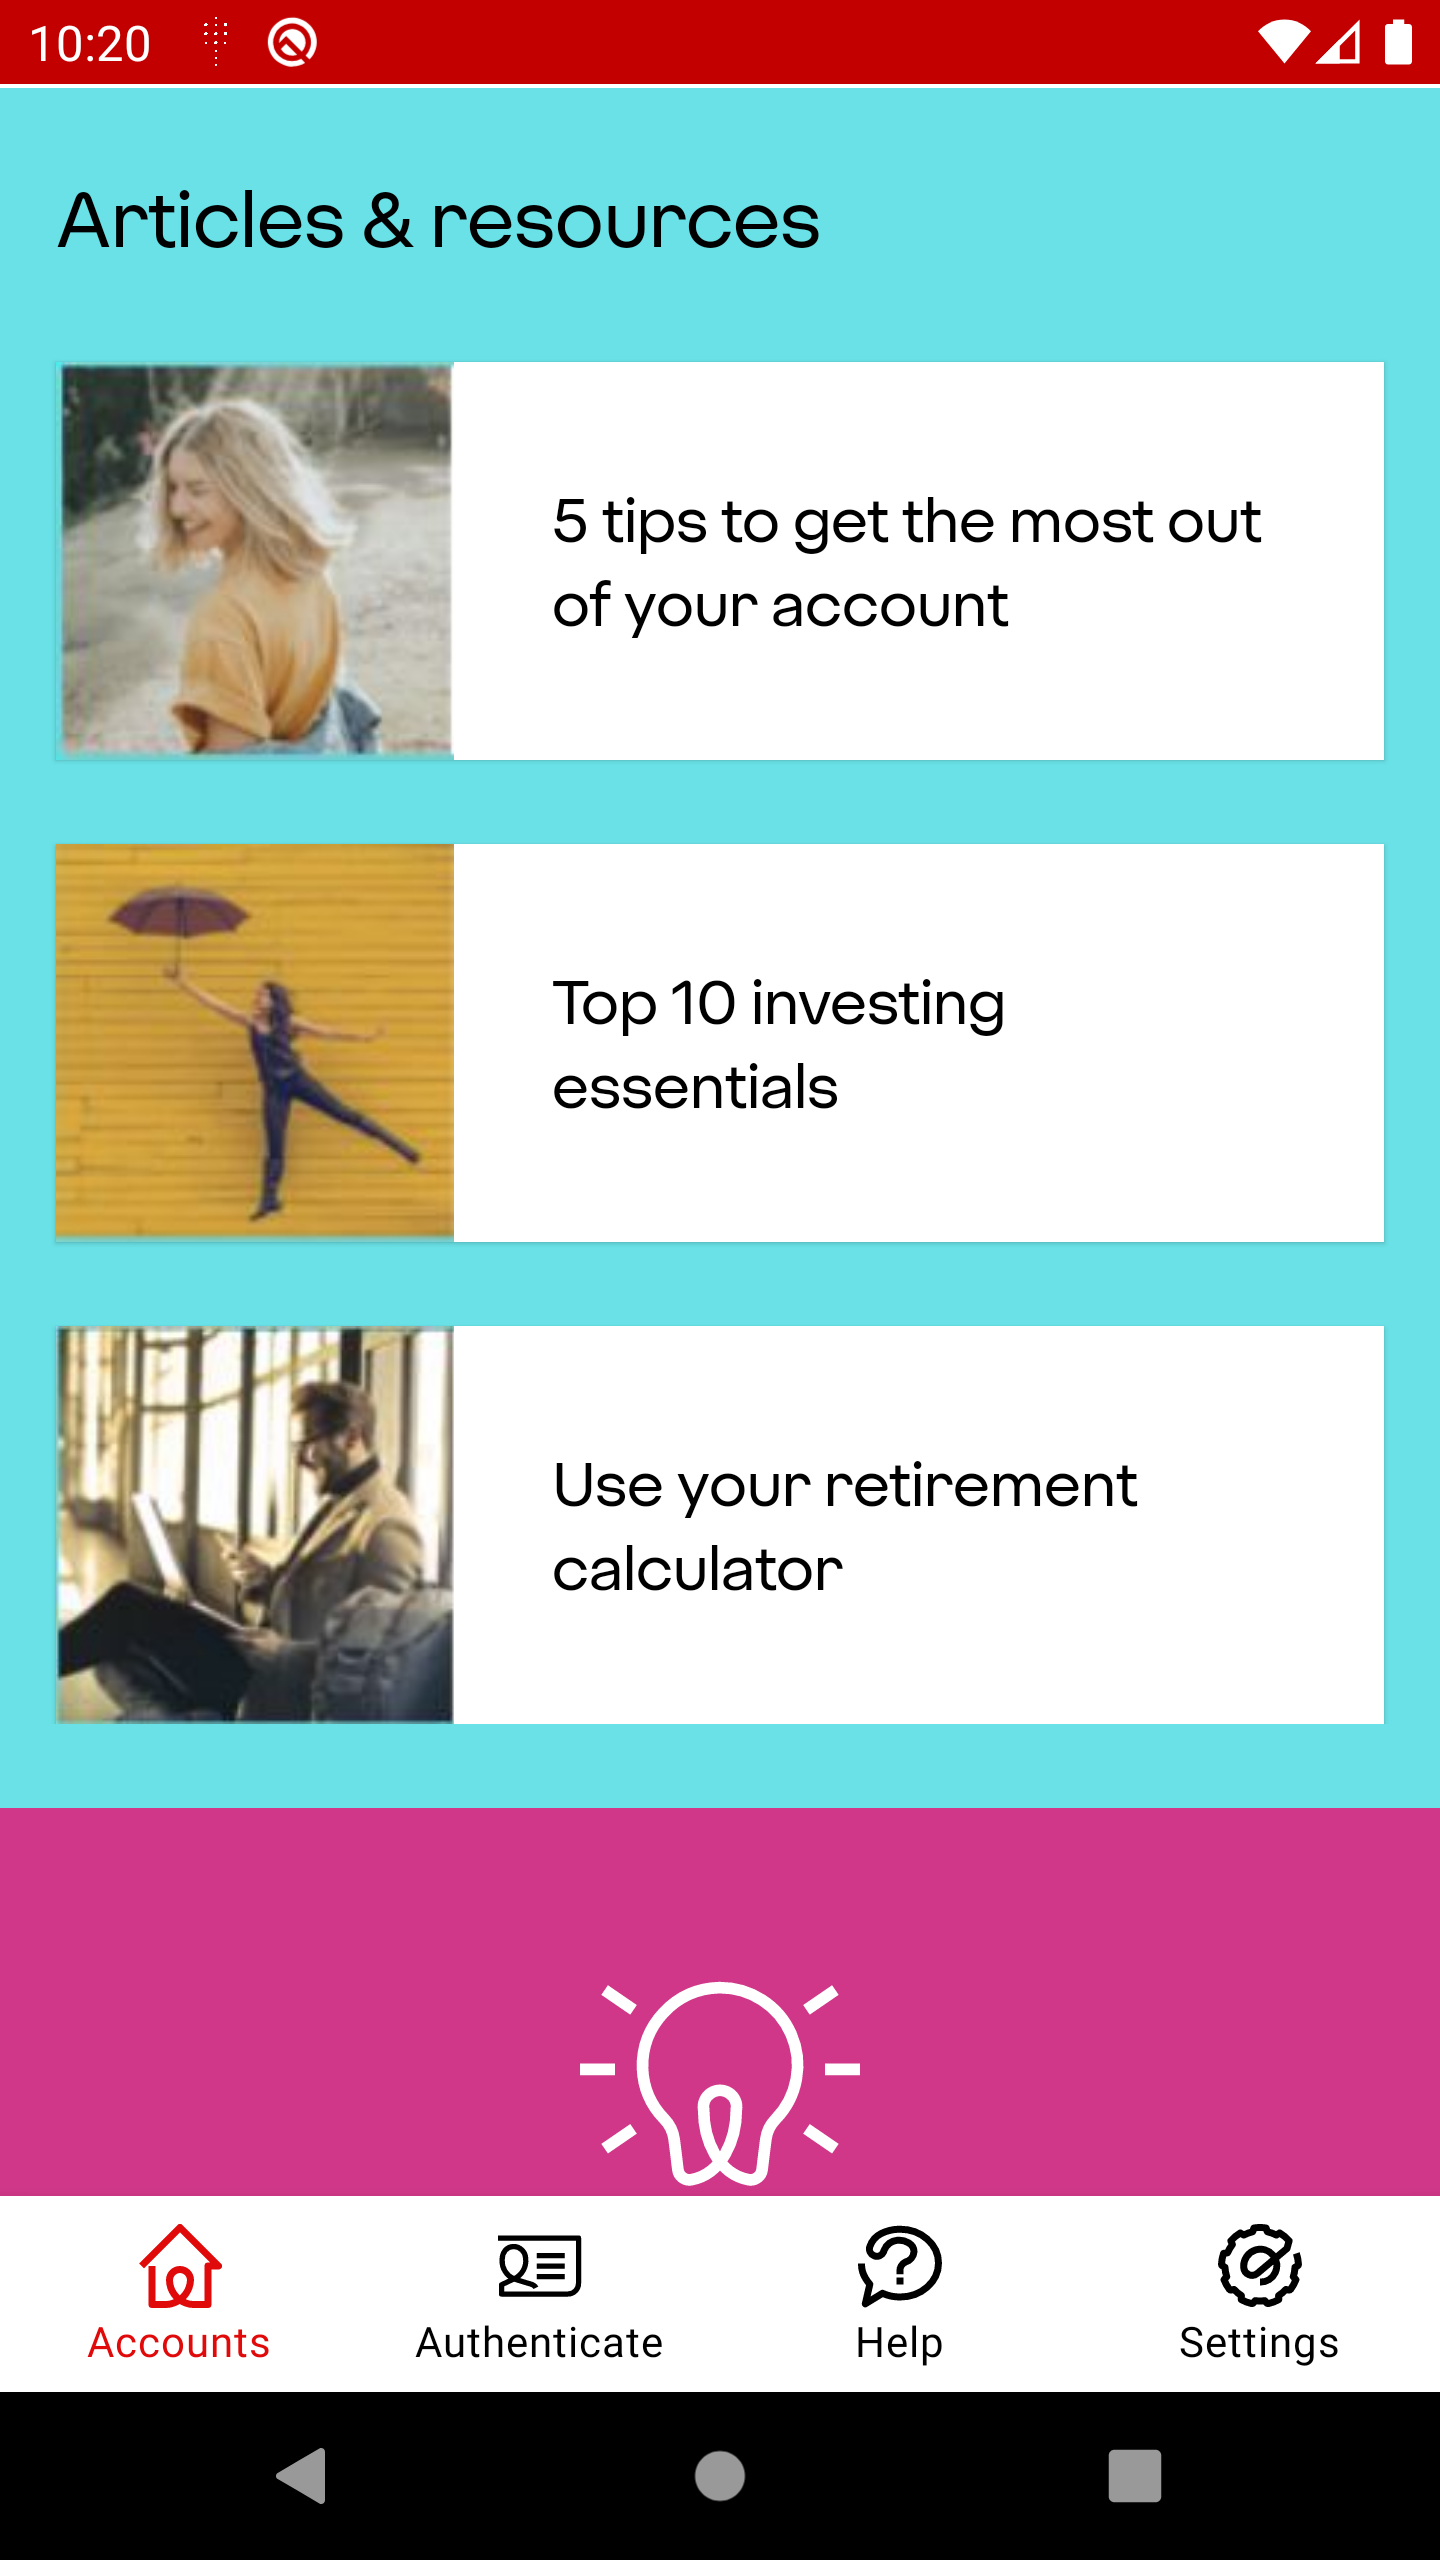 10:20
Articles & resources
5 tips to get the most out
of your account
Top 10 investing
essentials
Use your retirement
calculator
Accounts
Authenticate
Help
Settings